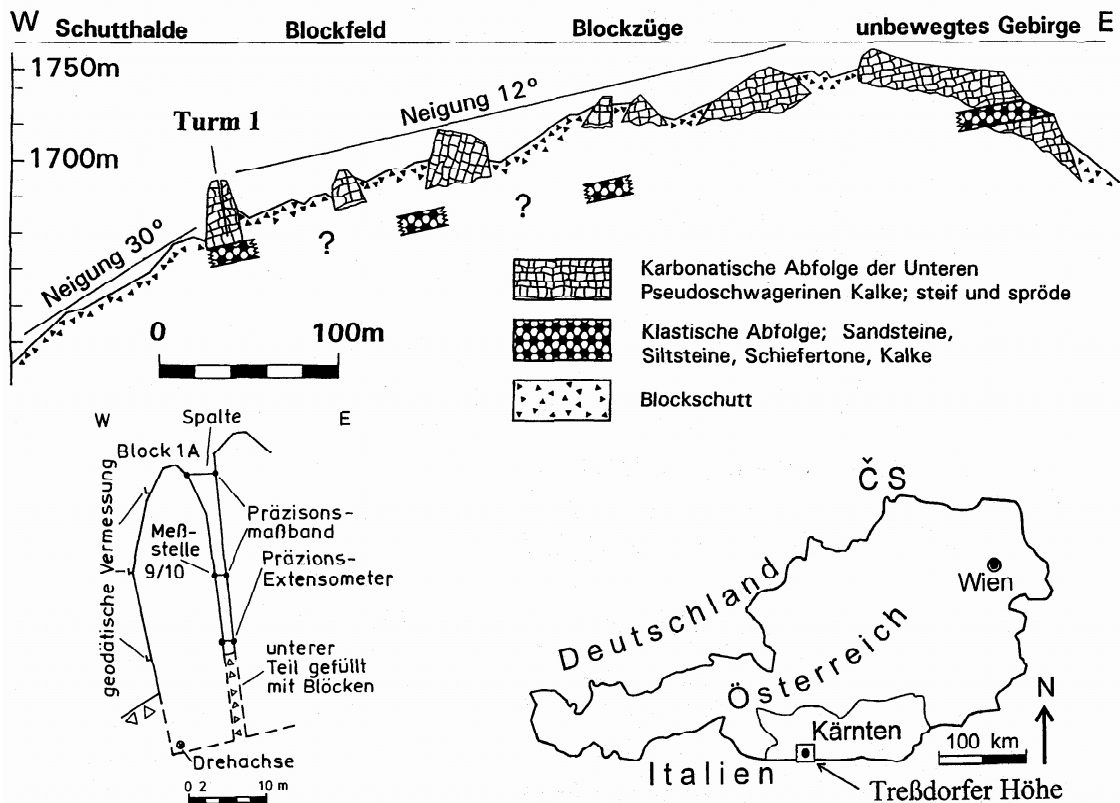 W Schutthalde Blockfeld Blockzüge unbewegtes Gebirge E
1750m
Neigung 12°
Turm 1
1700m
?
?
Neigung 30°
0 100m
Karbonatische Abfolge der Unteren
Pseudoschwagerinen Kalke; steif und spröde
Klastische Abfolge; Sandsteine,
Siltsteine, Schiefertone, Kalke
Blockschutt
W Spalte E
Block 1A
geodätische Vermessung
Präzisons-
maßband
Meß-
stelle
9/10
Präzions-
Extensometer
unterer
Teil gefüllt
mit Blöcken
Drehachse
0 2 10 m
ČS
Wien
Deutschland
Österreich
Kärnten
Italien
N
100 km
Treßdorfer Höhe